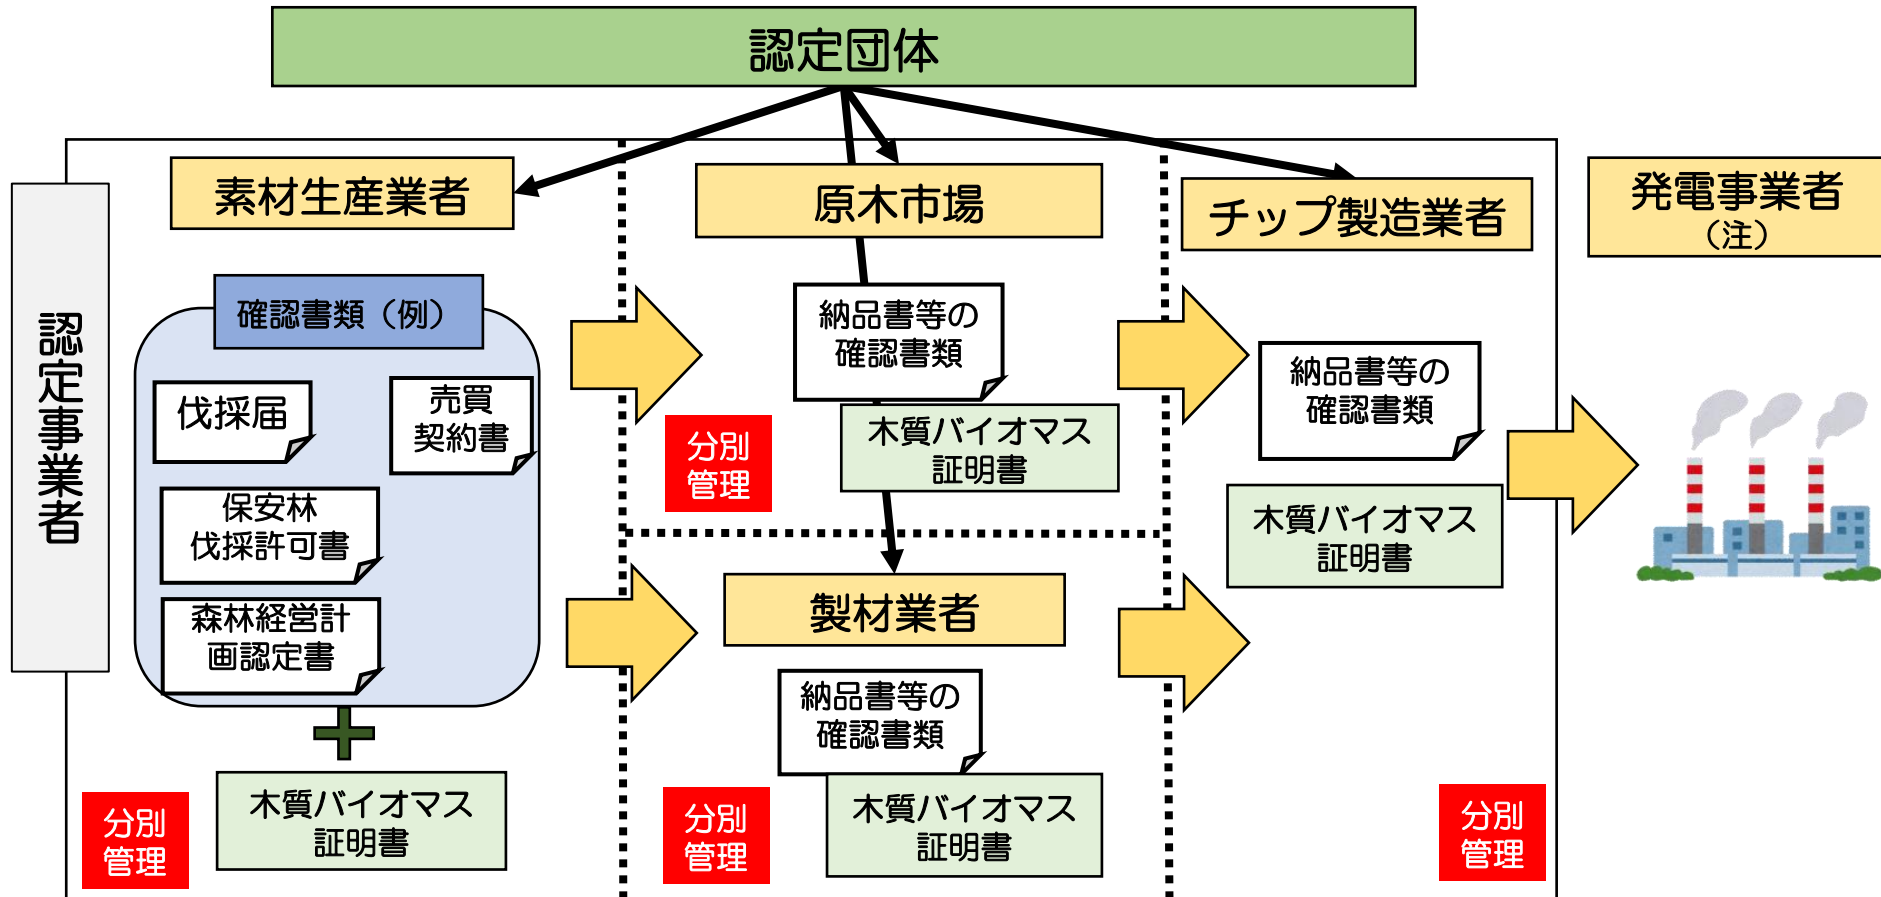 認定団体
認定事業者
素材生産業者
確認書類（例）
伐採届
売買
契約書
保安林
伐採許可書
森林経営計
画認定書
木質バイオマス
証明書
分別
管理
原木市場
納品書等の
確認書類
木質バイオマス
証明書
分別
管理
製材業者
納品書等の
確認書類
木質バイオマス
証明書
分別
管理
チップ製造業者
納品書等の
確認書類
木質バイオマス
証明書
分別
管理
発電事業者
（注）